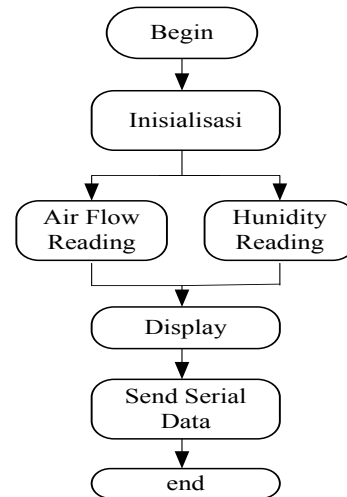 Begin
Inisialisasi
Air Flow
Reading
Hunidity
Reading
Display
Send Serial
Data
end